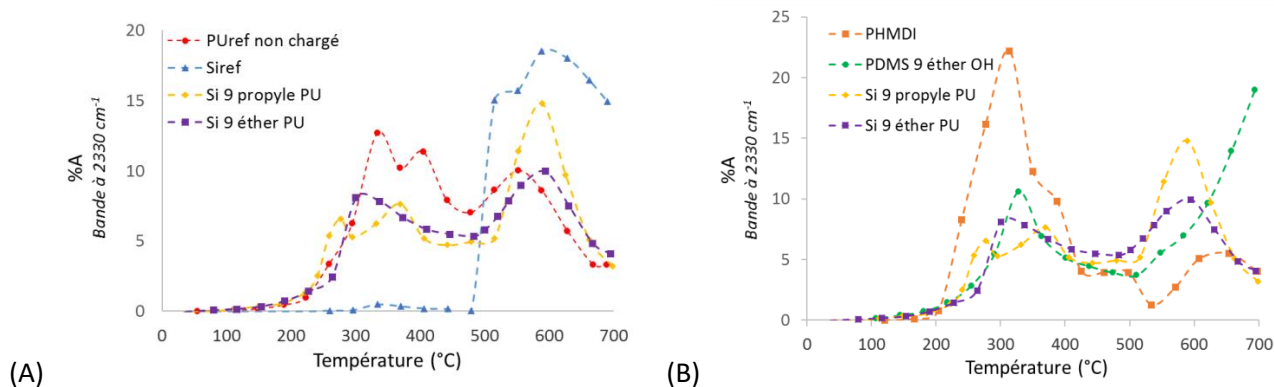 PUref non chargé
Siref
Si 9 propyle PU
Si 9 éther PU
%A
Bande à 2330 cm-1
20
15
10
5
0
0 100 200 300 400 500 600 700
Température (°C)
(A)
PHMDI
PDMS 9 éther OH
Si 9 propyle PU
Si 9 éther PU
%A
Bande à 2330 cm-1
25
20
15
10
5
0
0 100 200 300 400 500 600 700
Température (°C)
(B)